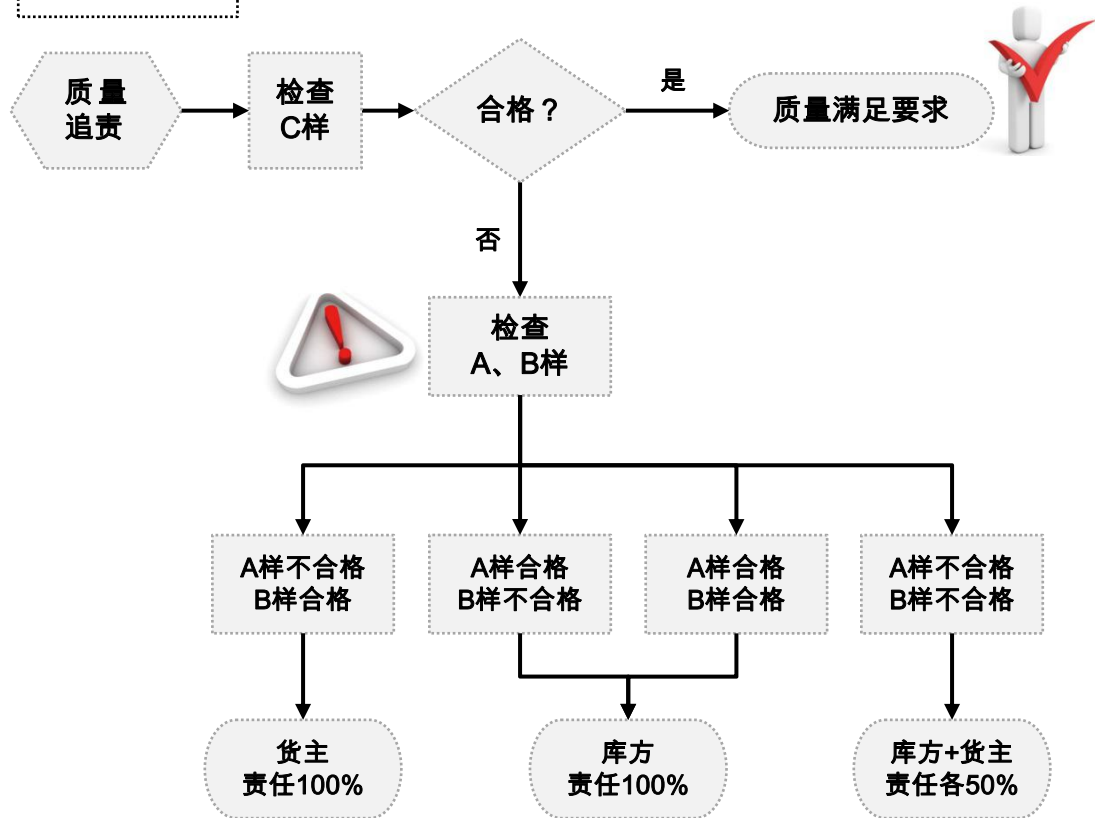 质量
追责
检查
C样
合格？
是
质量满足要求
否
检查
A、B样
A样不合格
B样合格
A样合格
B样不合格
A样合格
B样合格
A样不合格
B样不合格
货主
责任100%
库方
责任100%
库方+货主
责任各50%